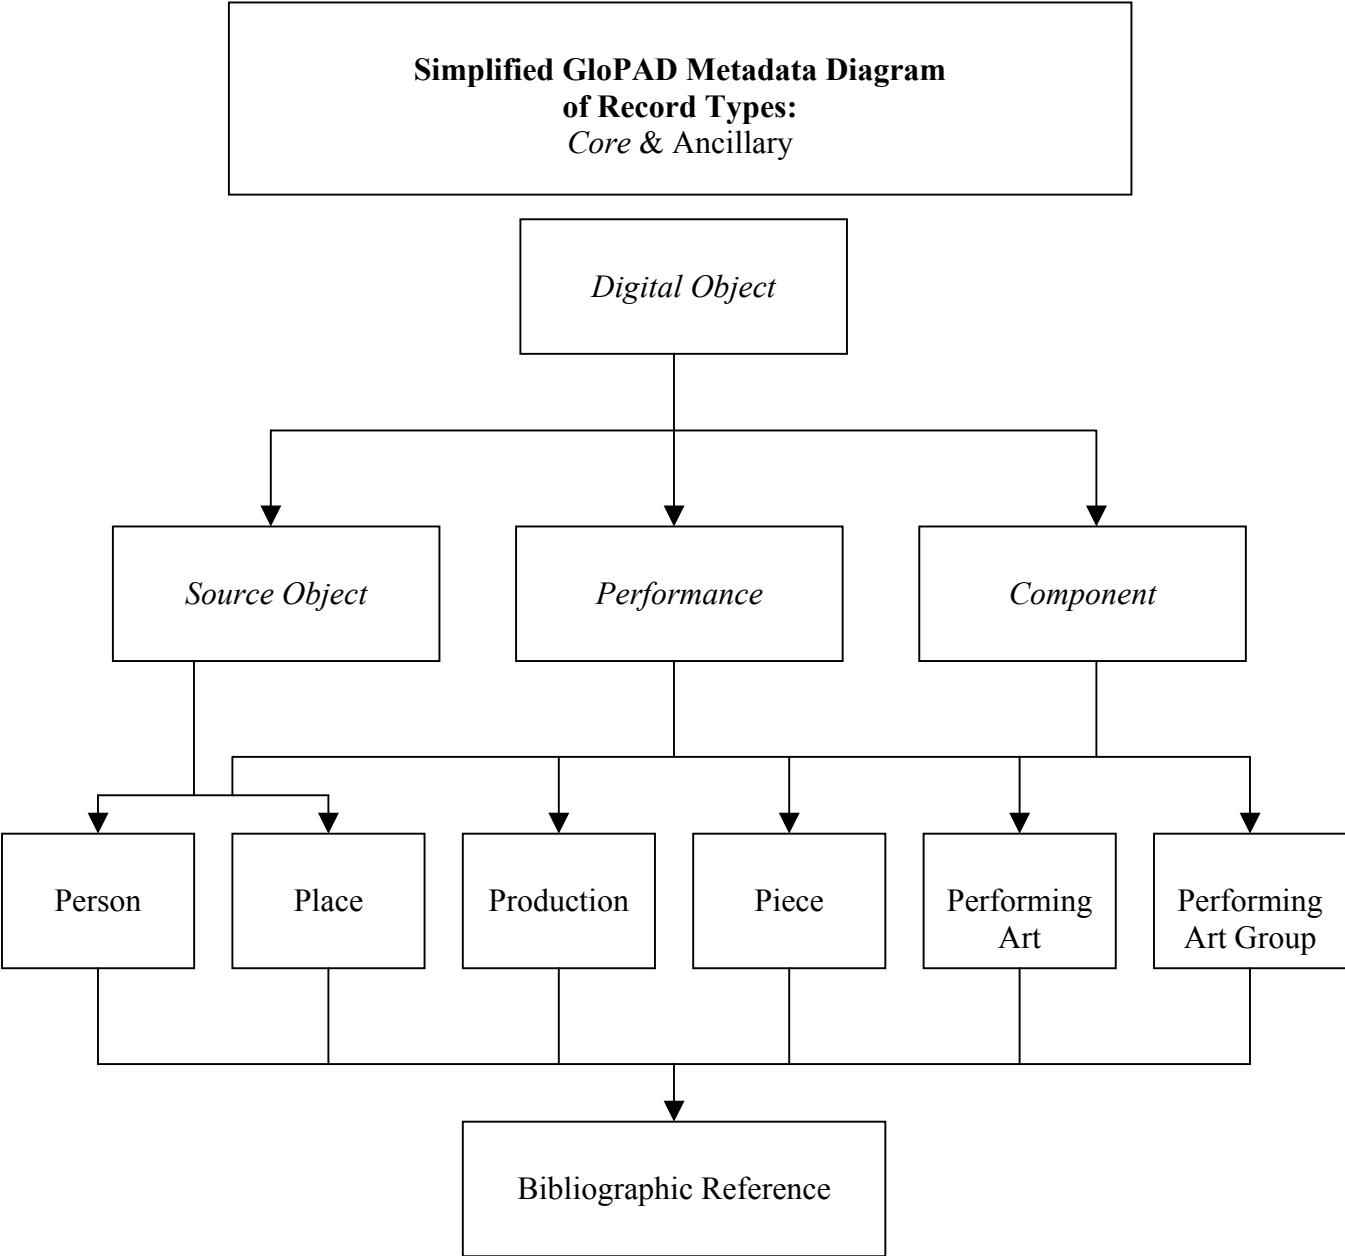 Simplified GloPAD Metadata Diagram
of Record Types:
Core & Ancillary
Digital Object
Source Object
Performance
Component
Person
Place
Production
Piece
Performing
Art
Performing
Art Group
Bibliographic Reference